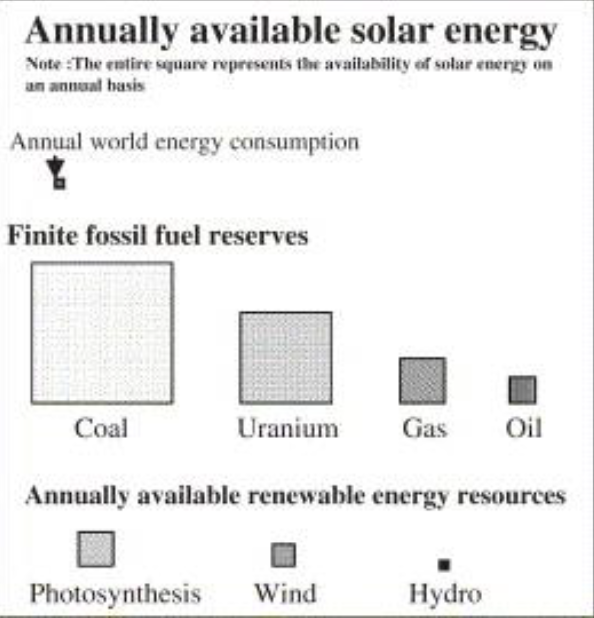 Annually available solar energy
Note :The entire square represents the availability of solar energy on
an annual basis
Annual world energy consumption
Finite fossil fuel reserves
Coal Uranium Gas Oil
Annually available renewable energy resources
Photosynthesis Wind Hydro